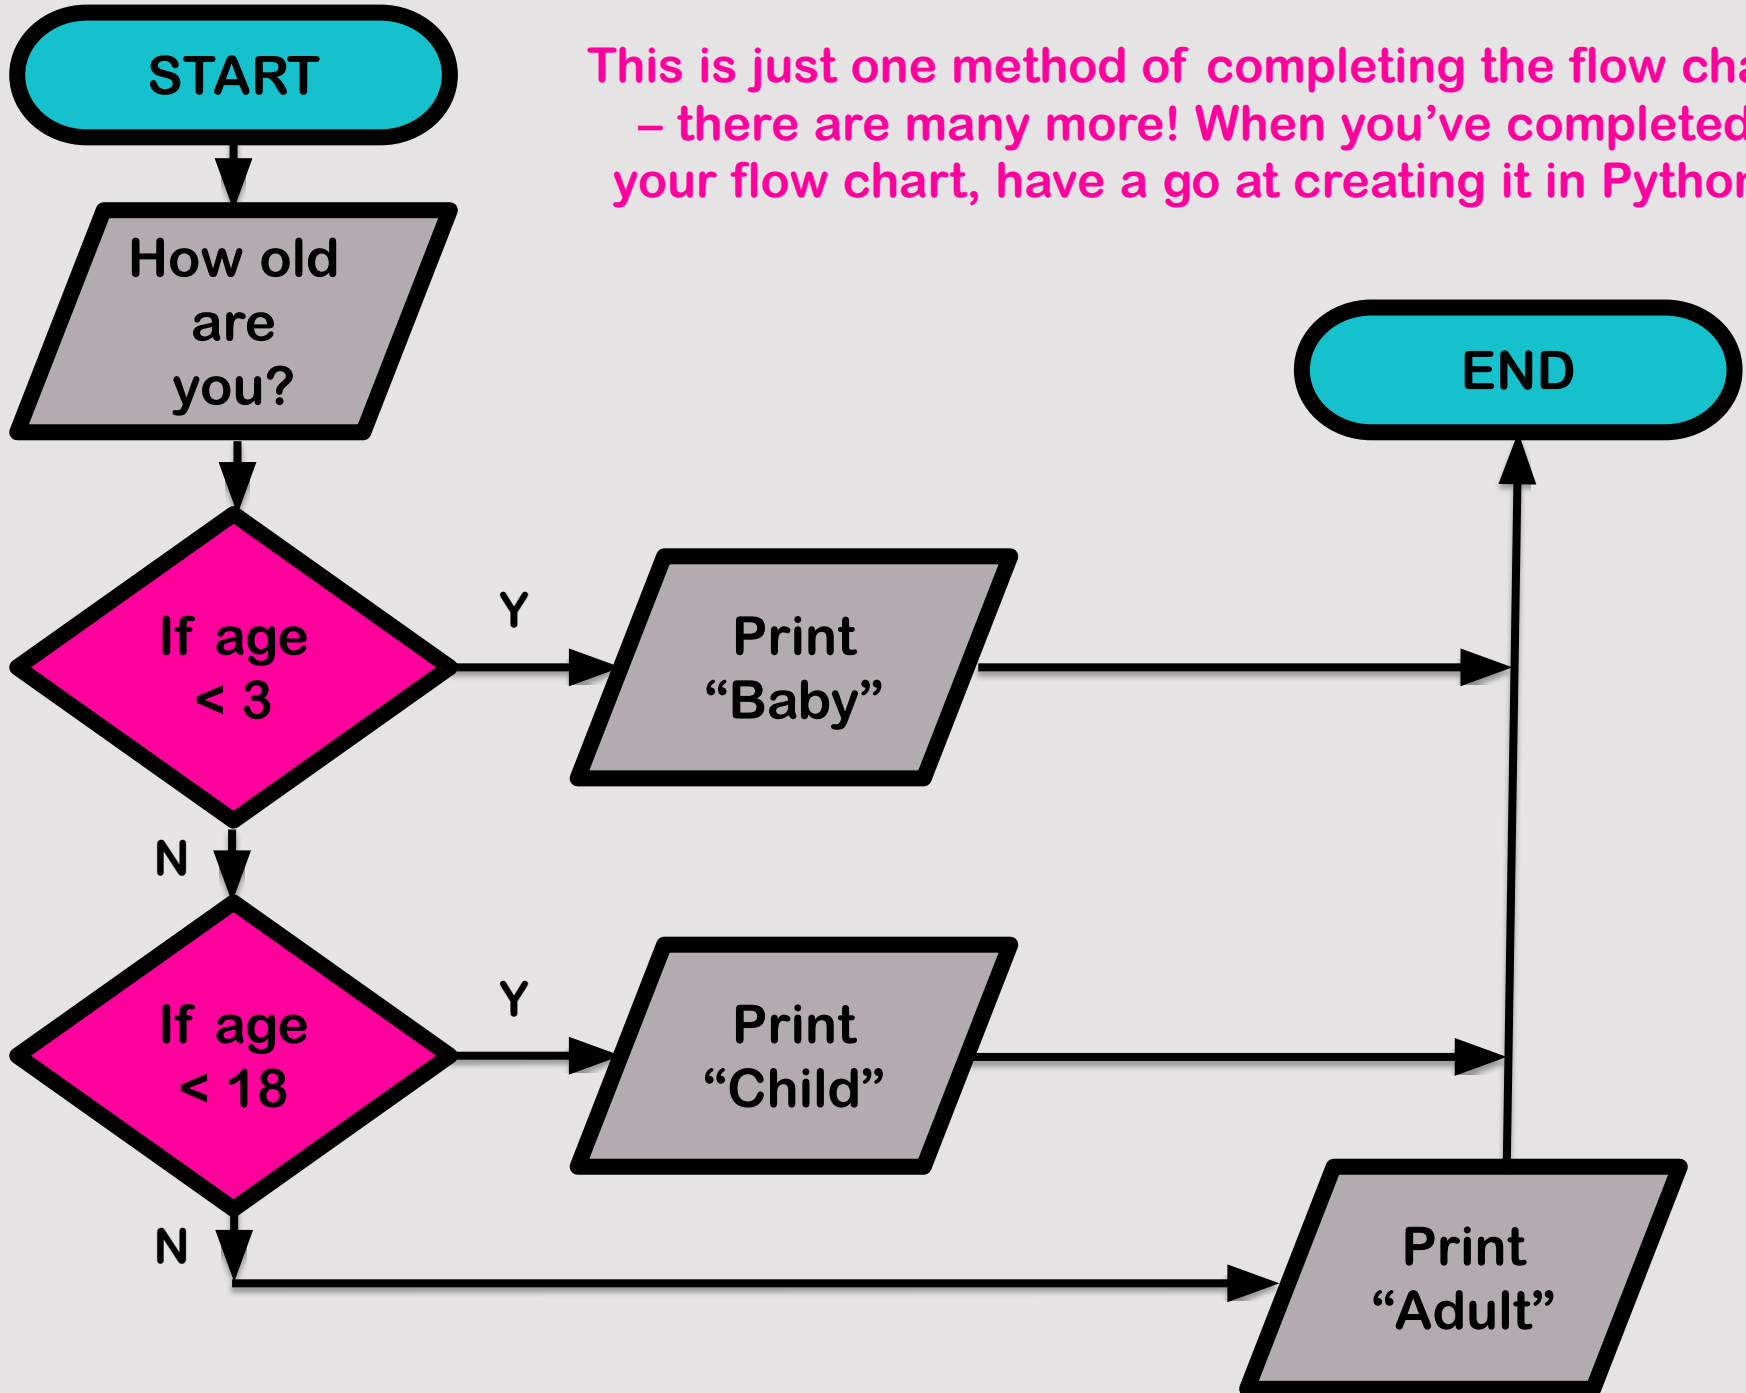 START
This is just one method of completing the flow
– there are many more! When you’ve completed
your flow chart, have a go at creating it in
How old
are
you?
END
If age
< 3
Y
Print
“Baby”
N
If age
< 18
Y
Print
“Child”
N
Print
“Adult”